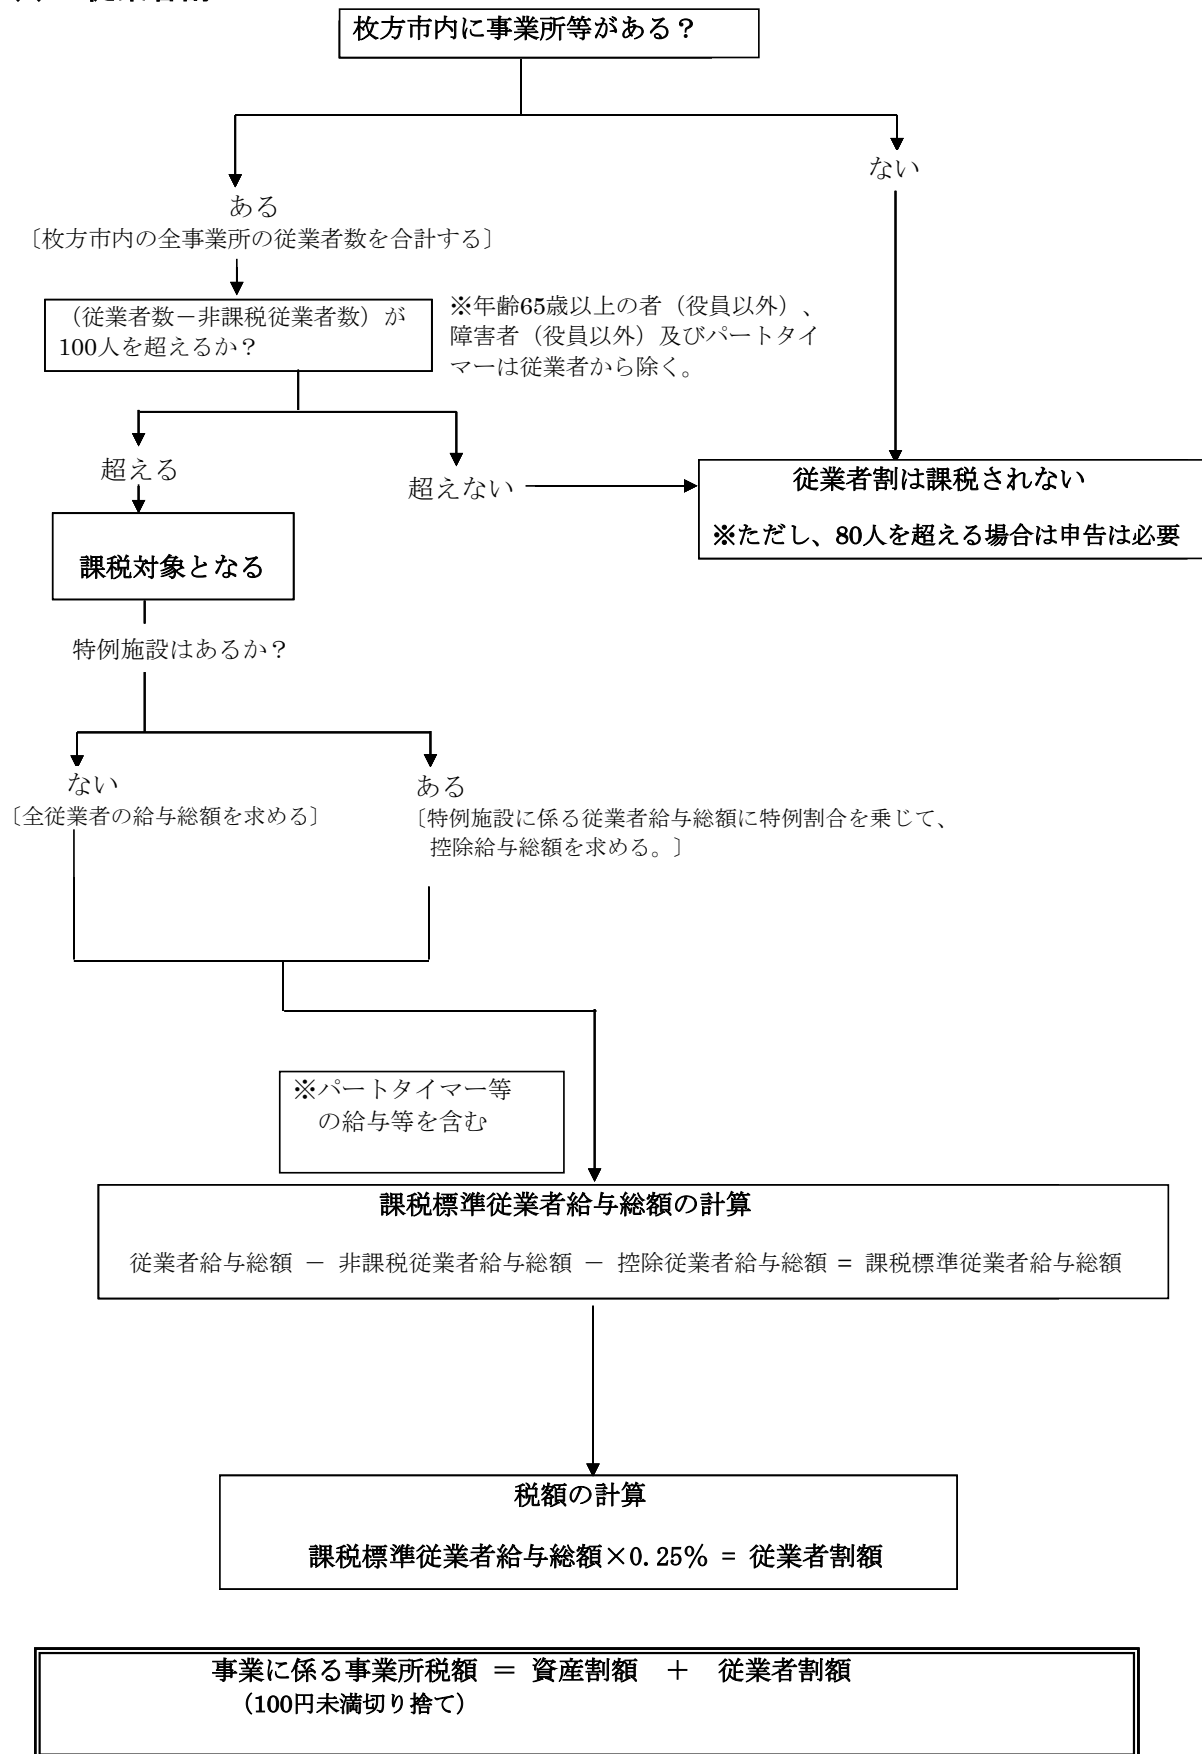 枚方市内に事業所等がある？
ない
ある
〔枚方市内の全事業所の従業者数を合計する〕
（従業者数－非課税従業者数）が
100人を超えるか？
※年齢65歳以上の者（役員以外）、
障害者（役員以外）及びパートタイ
マーは従業者から除く。
超える
超えない
従業者割は課税されない
※ただし、80人を超える場合は申告は必要
課税対象となる
特例施設はあるか？
ない
〔全従業者の給与総額を求める〕
ある
〔特例施設に係る従業者給与総額に特例割合を乗じて、
控除給与総額を求める。〕
※パートタイマー等
の給与等を含む
課税標準従業者給与総額の計算
従業者給与総額 － 非課税従業者給与総額 － 控除従業者給与総額 = 課税標準従業者給与総額
税額の計算
課税標準従業者給与総額×0.25% = 従業者割額
事業に係る事業所税額 ＝ 資産割額 ＋ 従業者割額
（100円未満切り捨て）